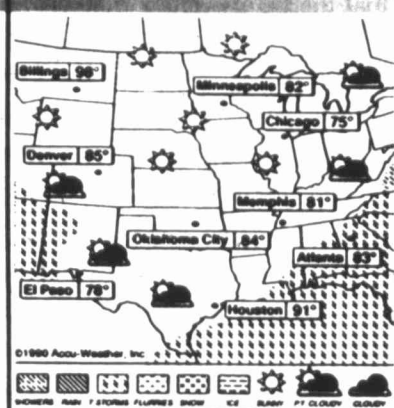 Billings 98°
Minneapolis 82°
Chicago 75°
Denver 85°
Memphis 81°
Oklahoma City 84°
Atlanta 83°
El Paso 78°
Houston 91°
©1990 Accu-Weather, Inc
SHOWERS RAIN T STORMS FLURRIES SNOW ICE SUNNY PT CLOUDY CLOUDY